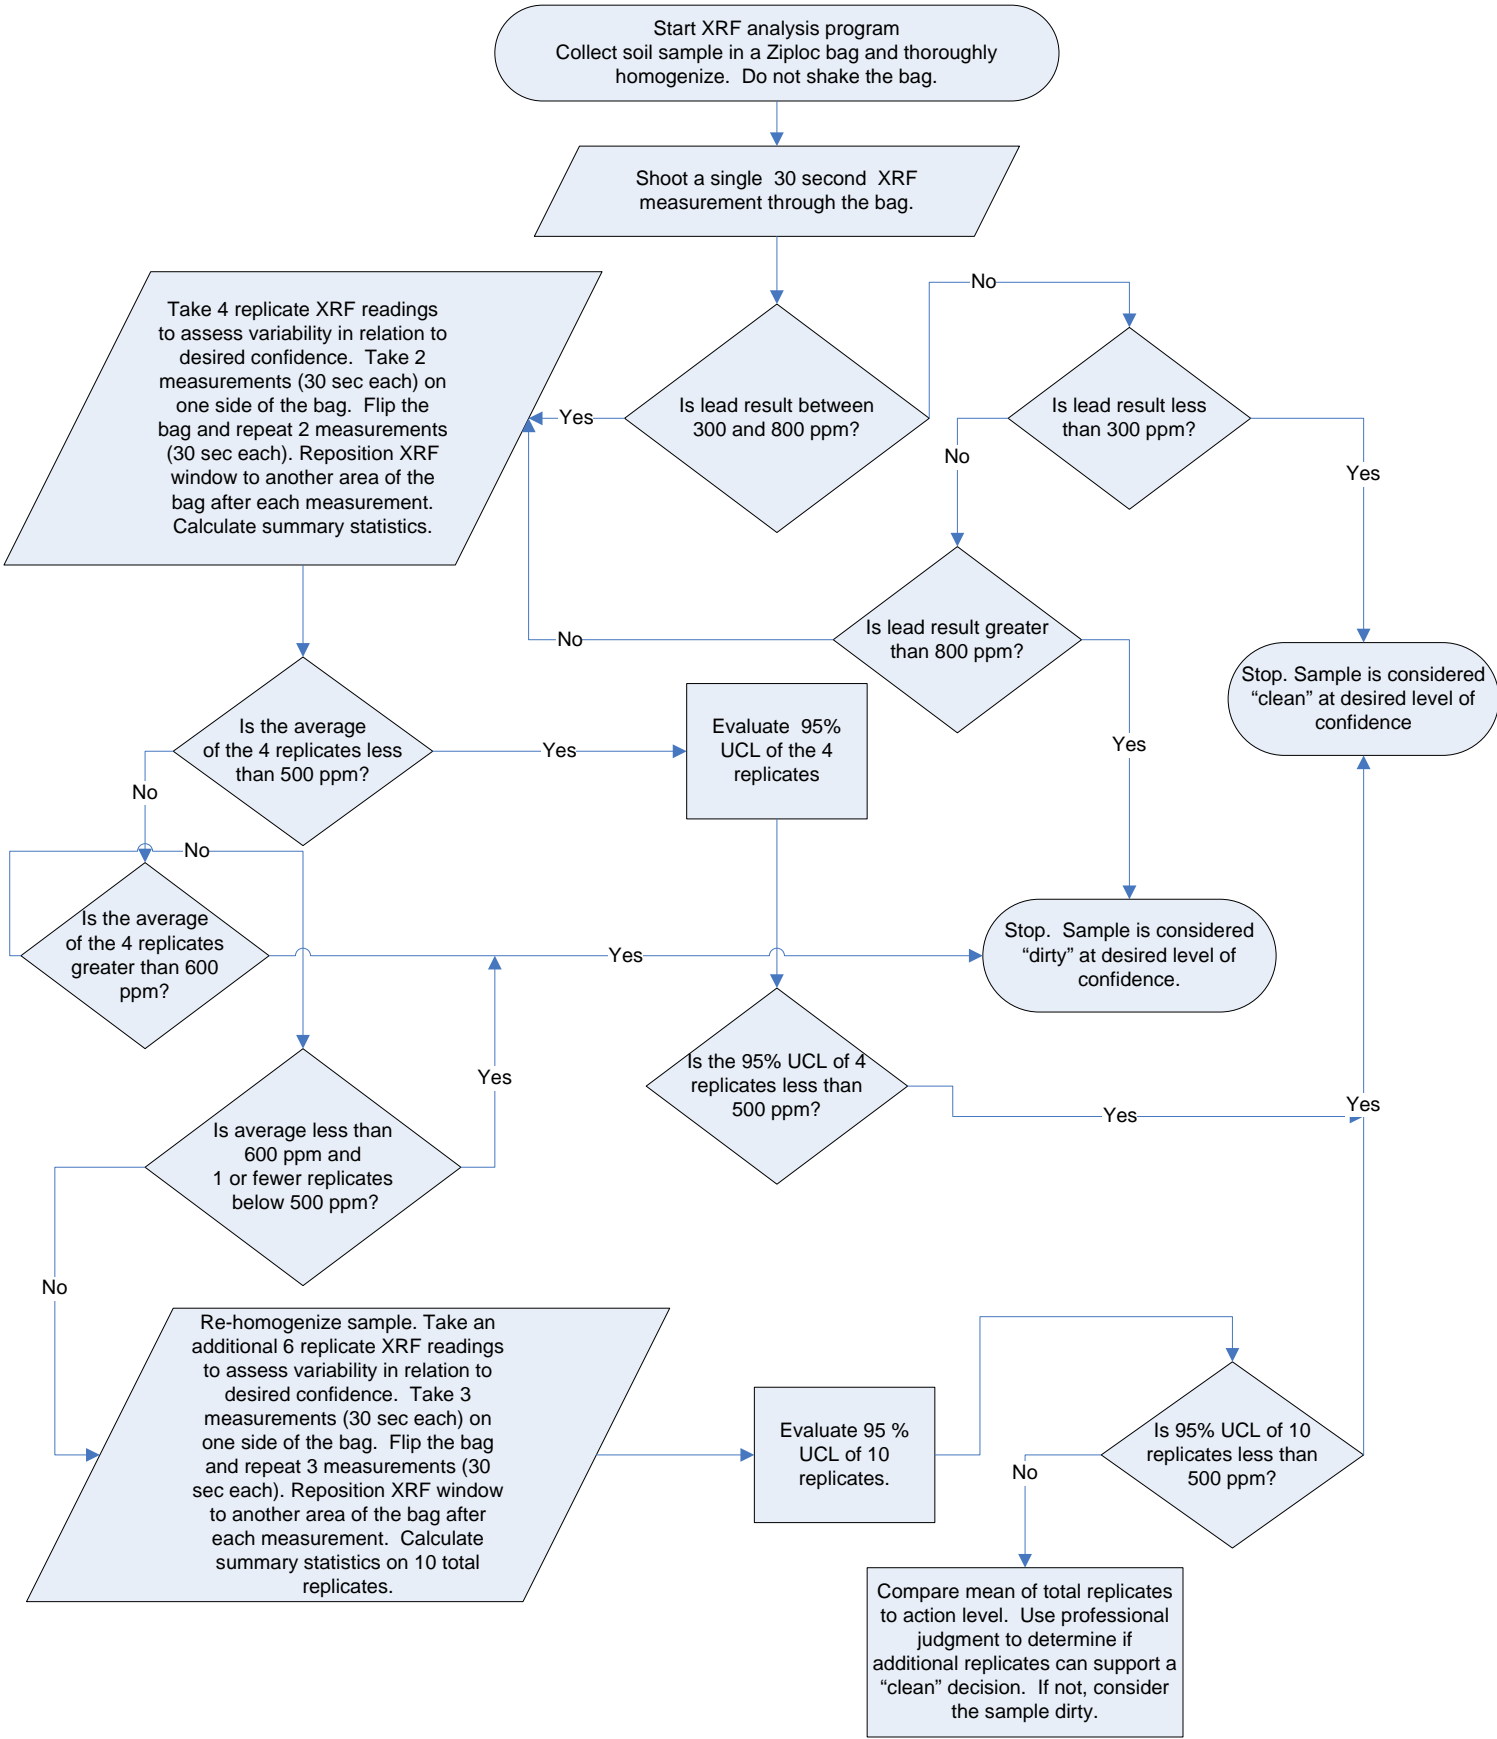 Start XRF analysis program
Collect soil sample in a Ziploc bag and thoroughly
homogenize. Do not shake the bag.
Shoot a single 30 second XRF
measurement through the bag.
Take 4 replicate XRF readings
to assess variability in relation to
desired confidence. Take 2
measurements (30 sec each) on
one side of the bag. Flip the
bag and repeat 2 measurements
(30 sec each). Reposition XRF
window to another area of the
bag after each measurement.
Calculate summary statistics.
Yes
Is lead result between
300 and 800 ppm?
No
Is lead result less
than 300 ppm?
No
Yes
Is lead result greater
than 800 ppm?
No
Yes
Stop. Sample is considered
“clean” at desired level of
confidence
Is the average
of the 4 replicates less
than 500 ppm?
Yes
No
Evaluate 95%
UCL of the 4
replicates
No
Is the average
of the 4 replicates
greater than 600
ppm?
Yes
Stop. Sample is considered
“dirty” at desired level of
confidence.
Is the 95% UCL of 4
replicates less than
500 ppm?
Yes
Yes
Is average less than
600 ppm and
1 or fewer replicates
below 500 ppm?
Yes
No
Re-homogenize sample. Take an
additional 6 replicate XRF readings
to assess variability in relation to
desired confidence. Take 3
measurements (30 sec each) on
one side of the bag. Flip the bag
and repeat 3 measurements (30
sec each). Reposition XRF window
to another area of the bag after
each measurement. Calculate
summary statistics on 10 total
replicates.
Evaluate 95 %
UCL of 10
replicates.
Is 95% UCL of 10
replicates less than
500 ppm?
No
Compare mean of total replicates
to action level. Use professional
judgment to determine if
additional replicates can support a
“clean” decision. If not, consider
the sample dirty.